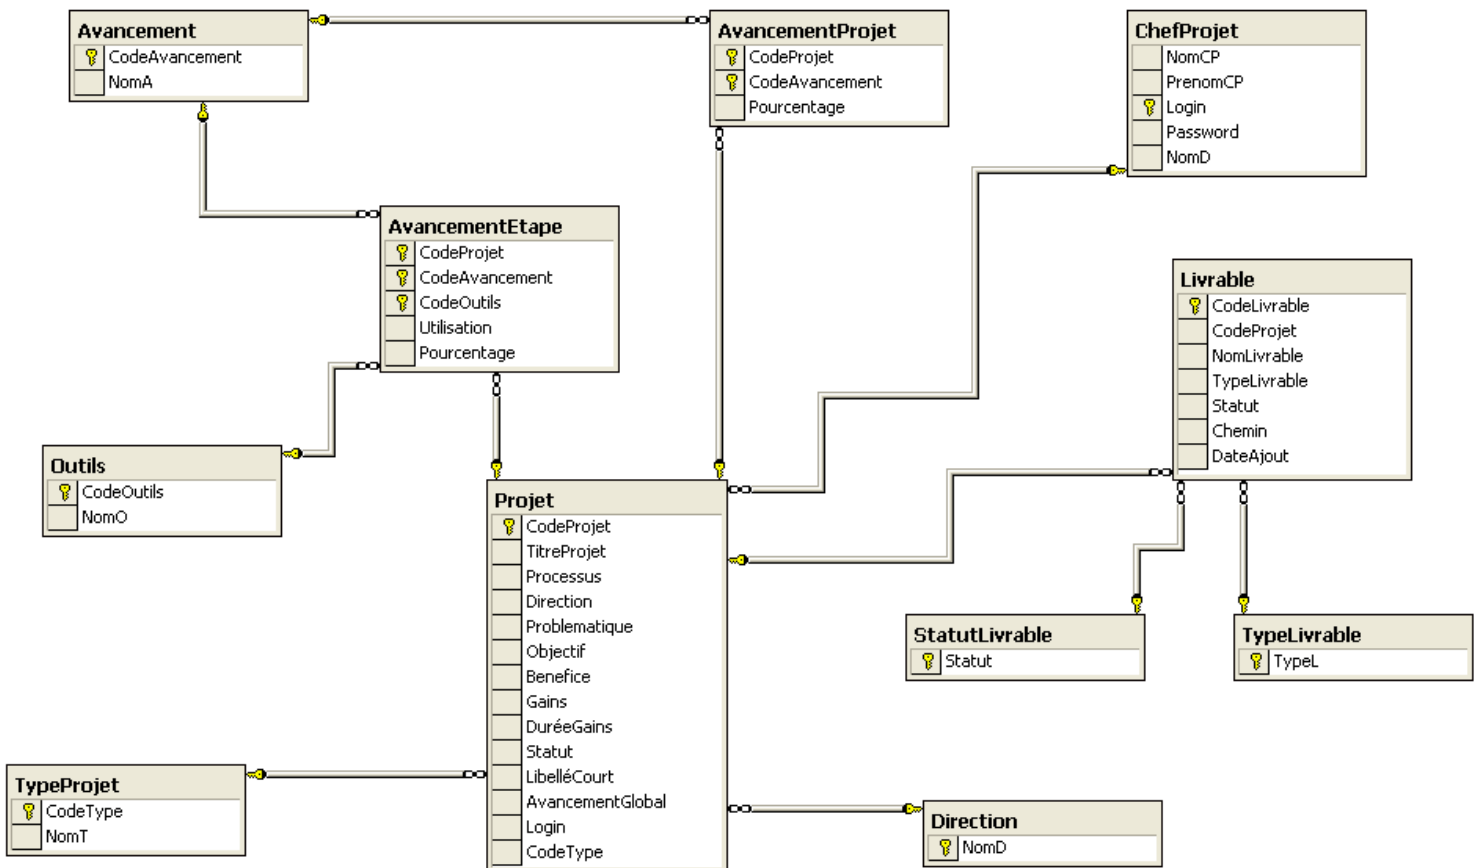 Avancement
CodeAvancement
NomA
AvancementProjet
CodeProjet
CodeAvancement
Pourcentage
ChefProjet
NomCP
PrenomCP
Login
Password
NomD
AvancementEtape
CodeProjet
CodeAvancement
CodeOutils
Utilisation
Pourcentage
Livrable
CodeLivrable
CodeProjet
NomLivrable
TypeLivrable
Statut
Chemin
DateAjout
Outils
CodeOutils
NomO
Projet
CodeProjet
TitreProjet
Processus
Direction
Problematique
Objectif
Benefice
Gains
DuréeGains
Statut
LibelléCourt
AvancementGlobal
Login
CodeType
StatutLivrable
Statut
TypeLivrable
TypeL
TypeProjet
CodeType
NomT
Direction
NomD